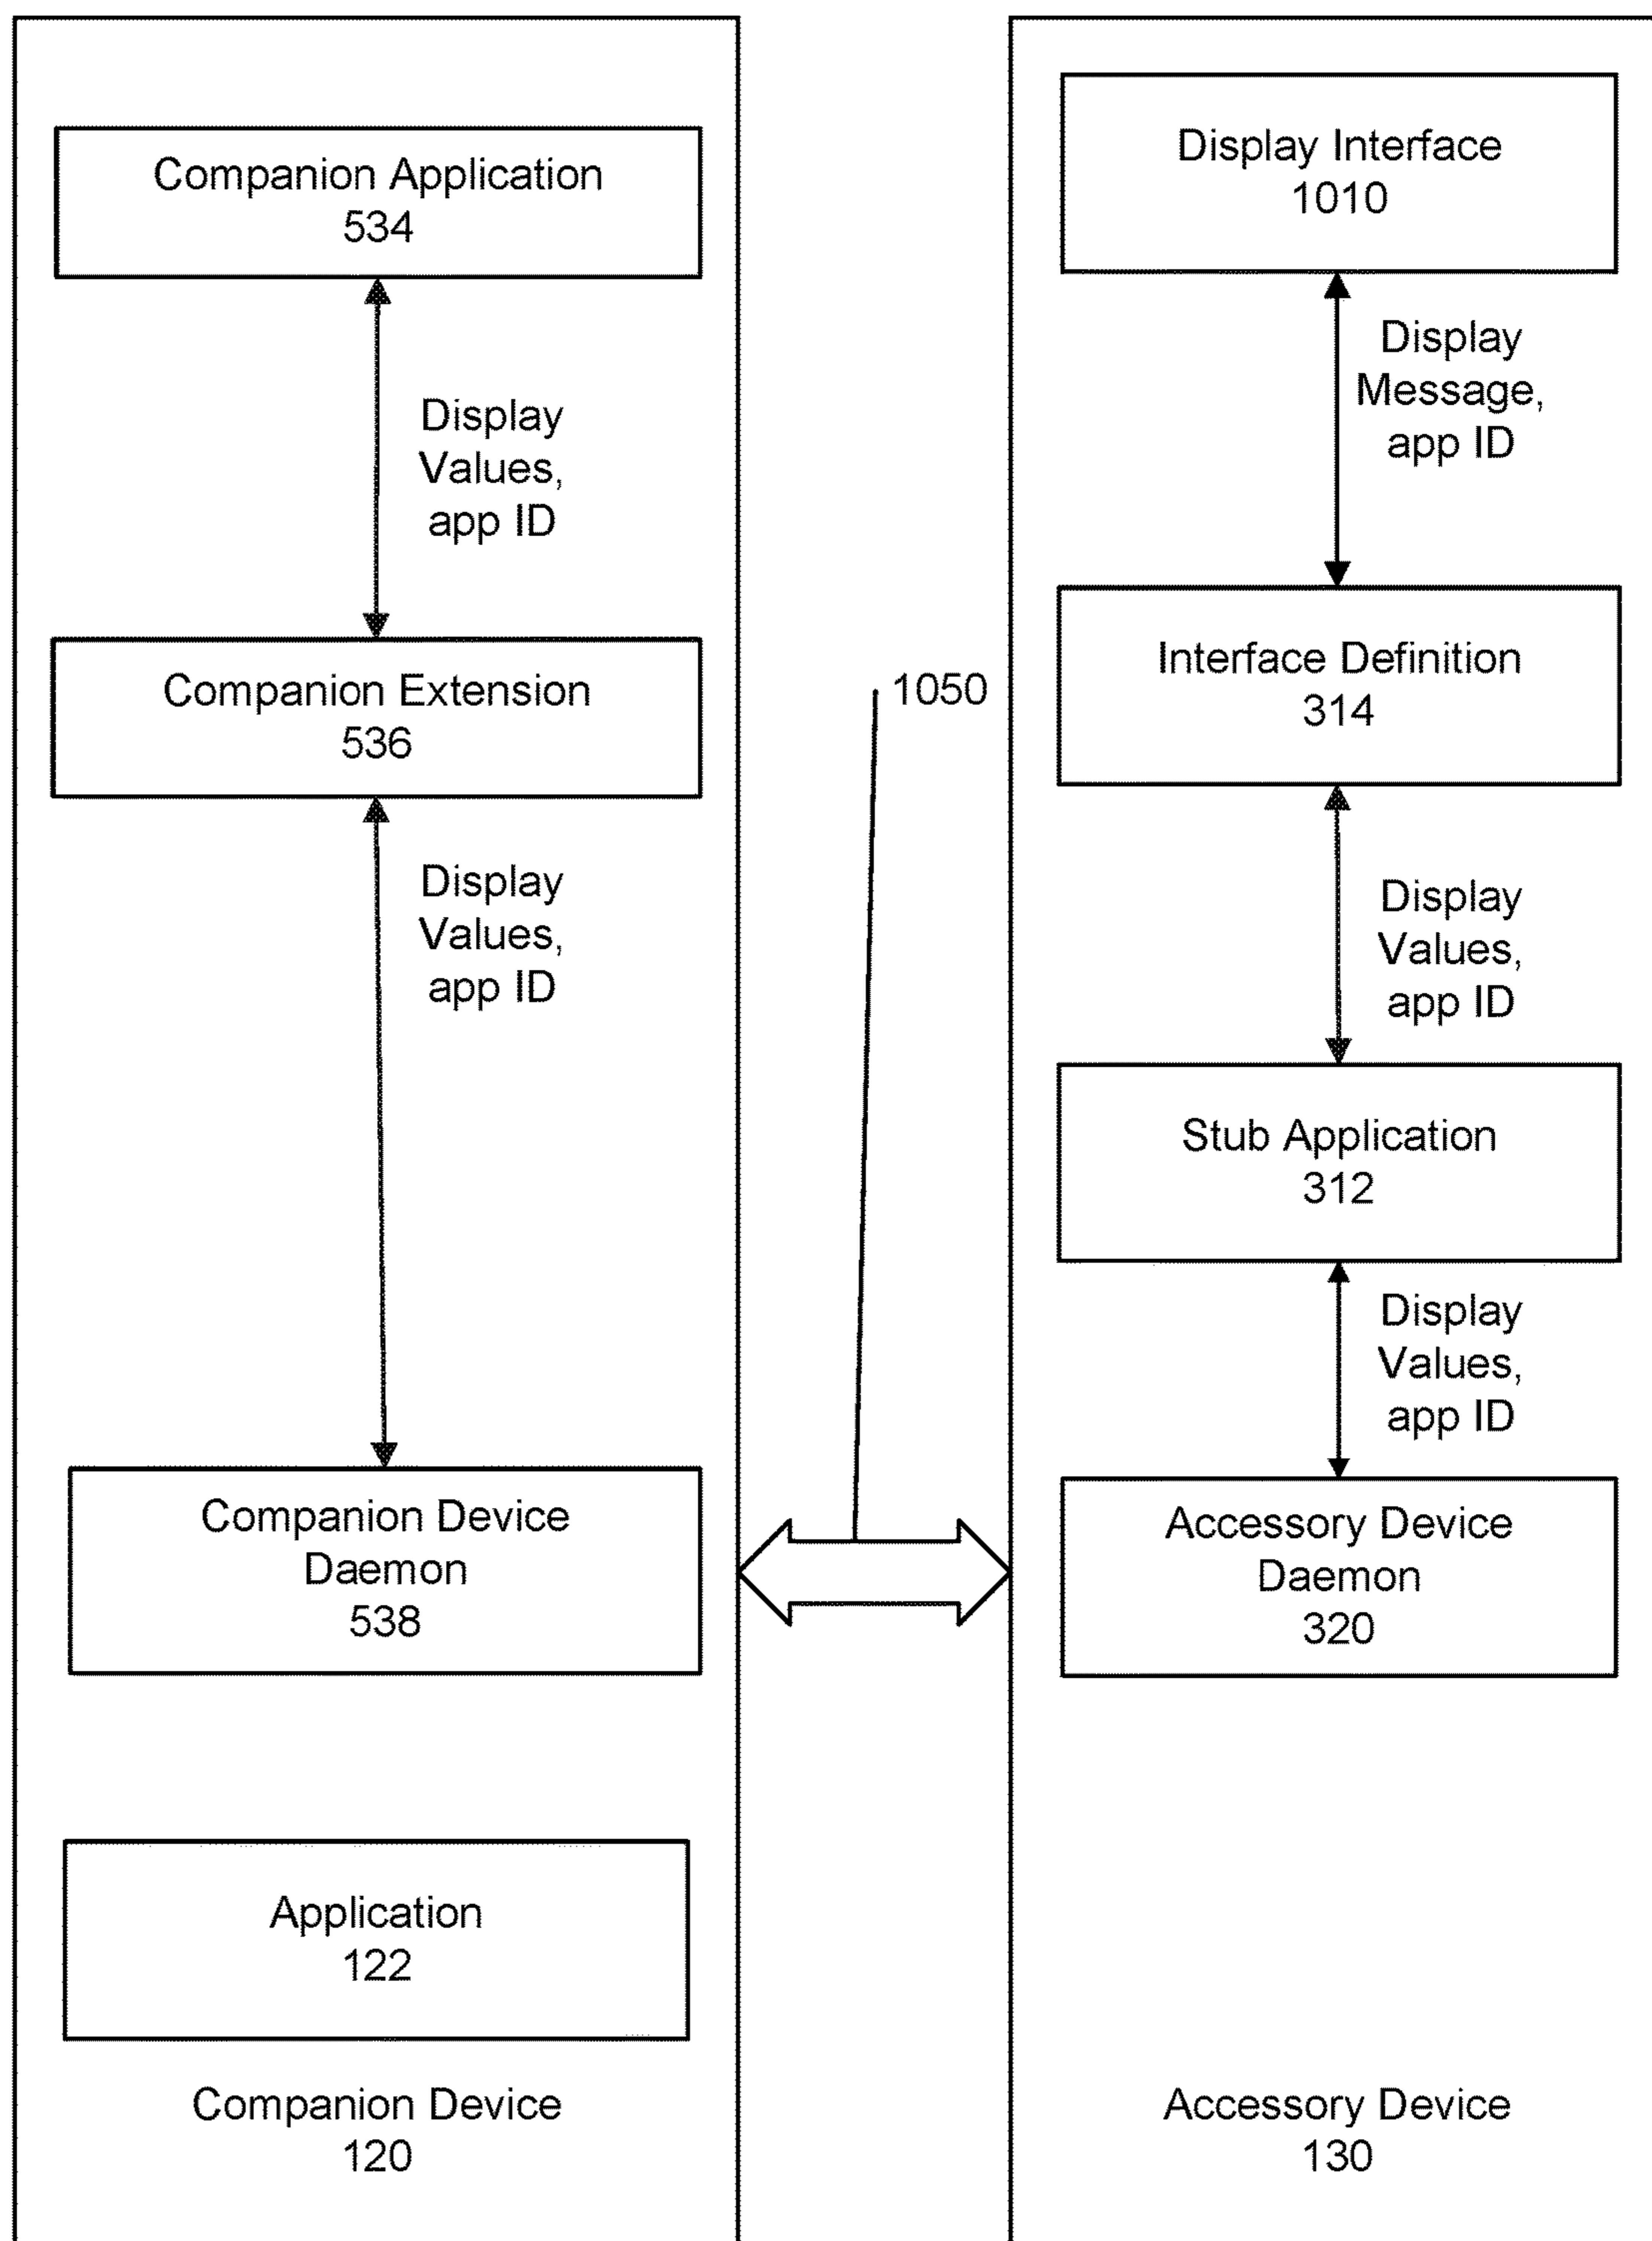 Companion Application
534
Display
Values,
app ID
Companion Extension
536
Display
Values,
app ID
Companion Device
Daemon
538
Application
122
Companion Device
120
1050
Display Interface
1010
Display
Message,
app ID
Interface Definition
314
Display
Values,
app ID
Stub Application
312
Display
Values,
app ID
Accessory Device
Daemon
320
Accessory Device
130